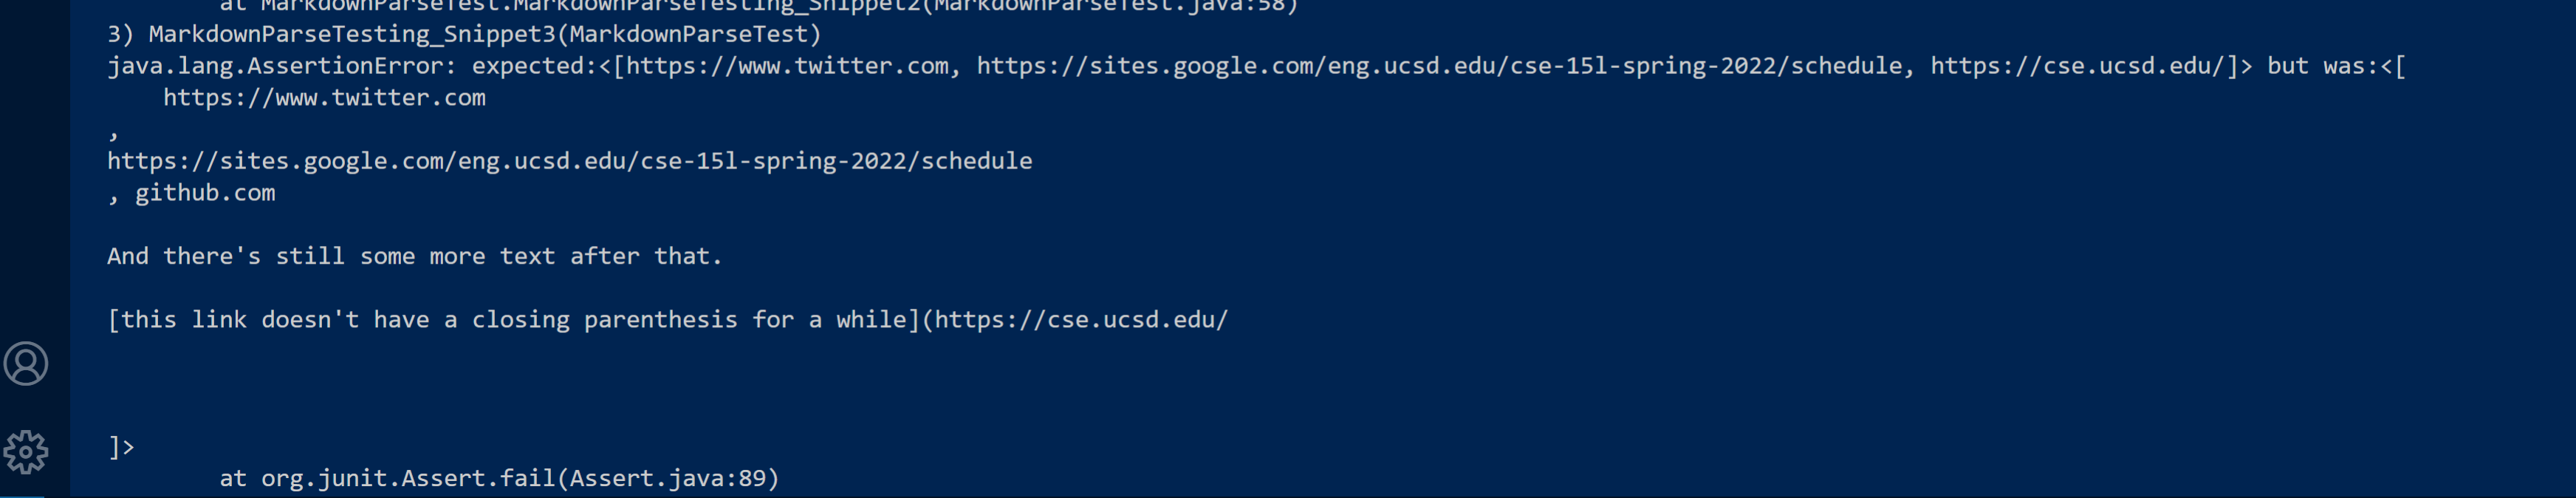 at MarkdownParseTest.MarkdownParseTesting_Snippet2(MarkdownParseTest.java:58)
3) MarkdownParseTesting_Snippet3(MarkdownParseTest)
java.lang.AssertionError: expected:<[https://www.twitter.com, https://sites.google.com/eng.ucsd.edu/cse-15l-spring-2022/schedule, https://cse.ucsd.edu/]> but was:<[
https://www.twitter.com
,
https://sites.google.com/eng.ucsd.edu/cse-15l-spring-2022/schedule
, github.com
And there's still some more text after that.
[this link doesn't have a closing parenthesis for a while](https://cse.ucsd.edu/
]>
at org.junit.Assert.fail(Assert.java:89)